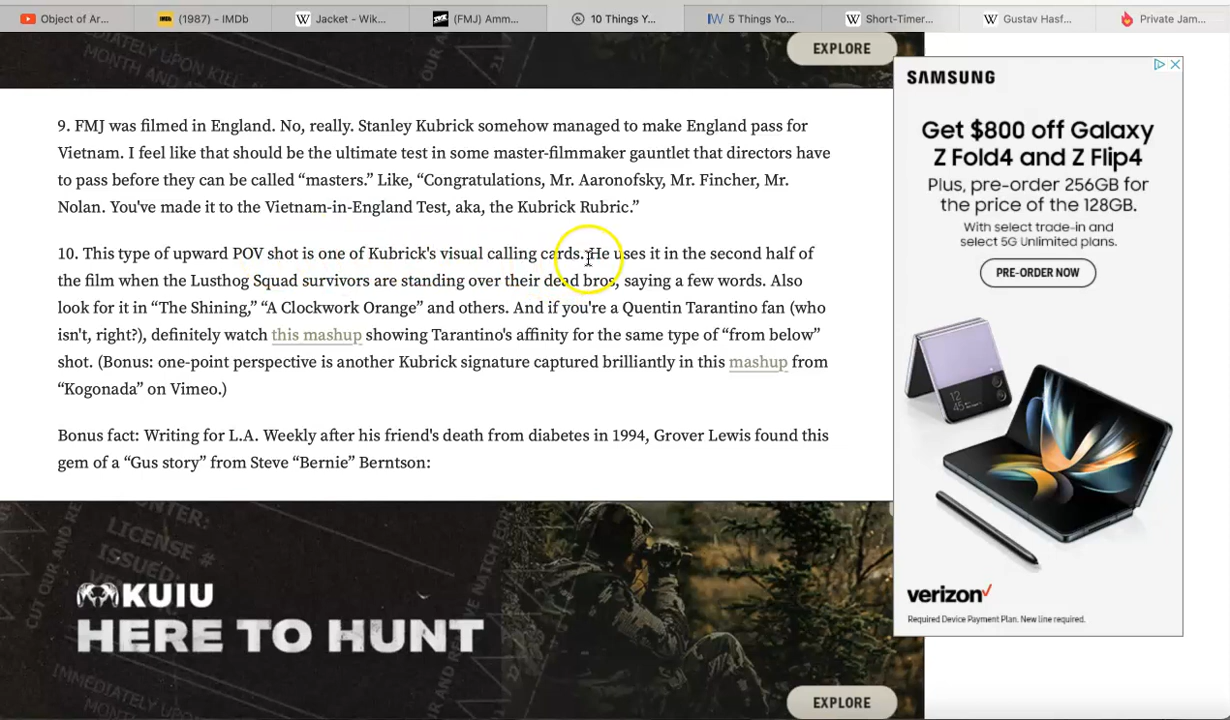 Object of Ar...
IMDb
(1987) - IMDb
W
Jacket - Wik...
(FMJ) Amm...
10 Things Y...
IW
5 Things Yo...
W
Short-Timer...
W
Gustav Hasf...
Private Jam...
EXPLORE
9. FMJ was filmed in England. No, really. Stanley Kubrick somehow managed to make England pass for
Vietnam. I feel like that should be the ultimate test in some master-filmmaker gauntlet that directors have
to pass before they can be called “masters.” Like, “Congratulations, Mr. Aaronofsky, Mr. Fincher, Mr.
Nolan. You've made it to the Vietnam-in-England Test, aka, the Kubrick Rubric.”
10. This type of upward POV shot is one of Kubrick's visual calling cards. He uses it in the second half of
the film when the Lusthog Squad survivors are standing over their dead bros, saying a few words. Also
look for it in “The Shining,” “A Clockwork Orange” and others. And if you're a Quentin Tarantino fan (who
isn't, right?), definitely watch this mashup showing Tarantino's affinity for the same type of “from below”
shot. (Bonus: one-point perspective is another Kubrick signature captured brilliantly in this mashup from
“Kogonada” on Vimeo.)
Bonus fact: Writing for L.A. Weekly after his friend's death from diabetes in 1994, Grover Lewis found this
gem of a “Gus story” from Steve “Bernie” Berntson:
KUIU
HERE TO HUNT
EXPLORE
SAMSUNG
Get $800 off Galaxy
Z Fold4 and Z Flip4
Plus, pre-order 256GB for
the price of the 128GB.
With select trade-in and
select 5G Unlimited plans.
PRE-ORDER NOW
verizon
Required Device Payment Plan. New line required.